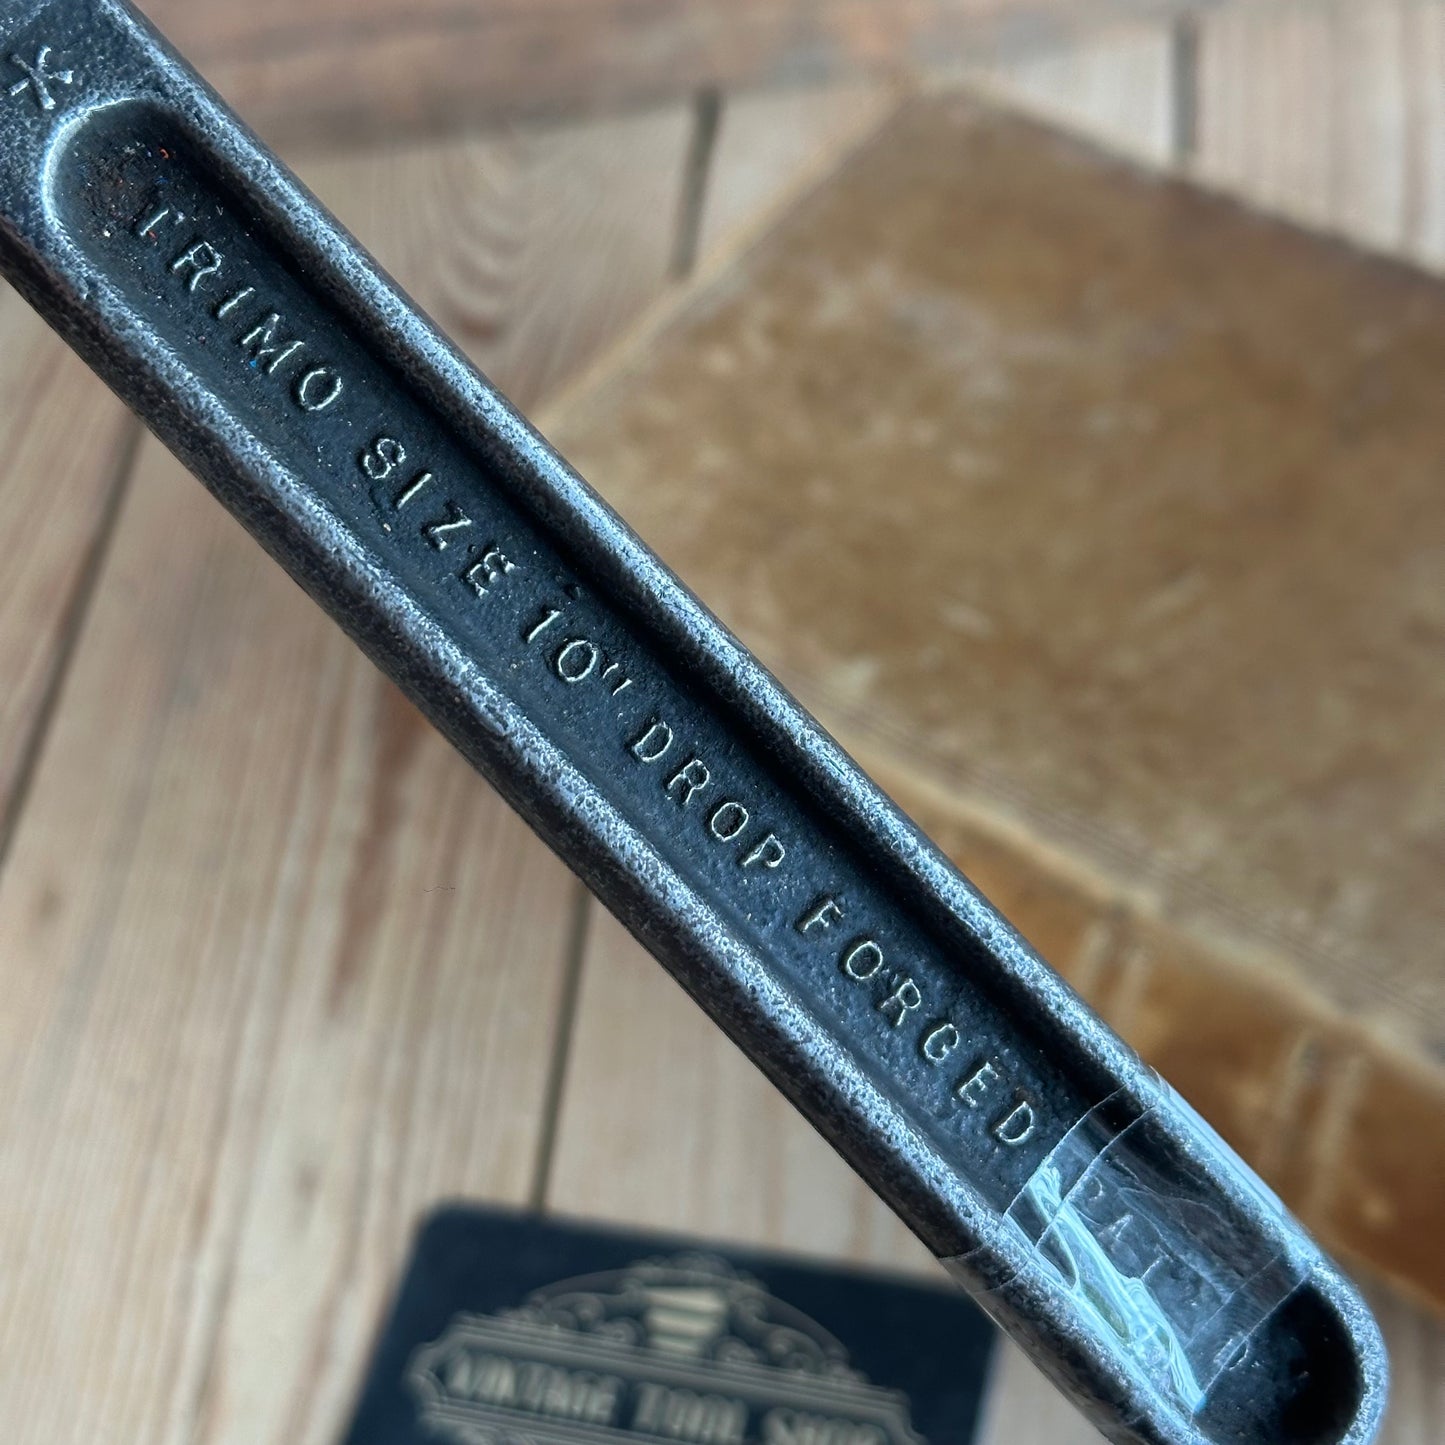 TRIMO SIZE 10" DROP FORGED
VINTAGE TOOL SHOP